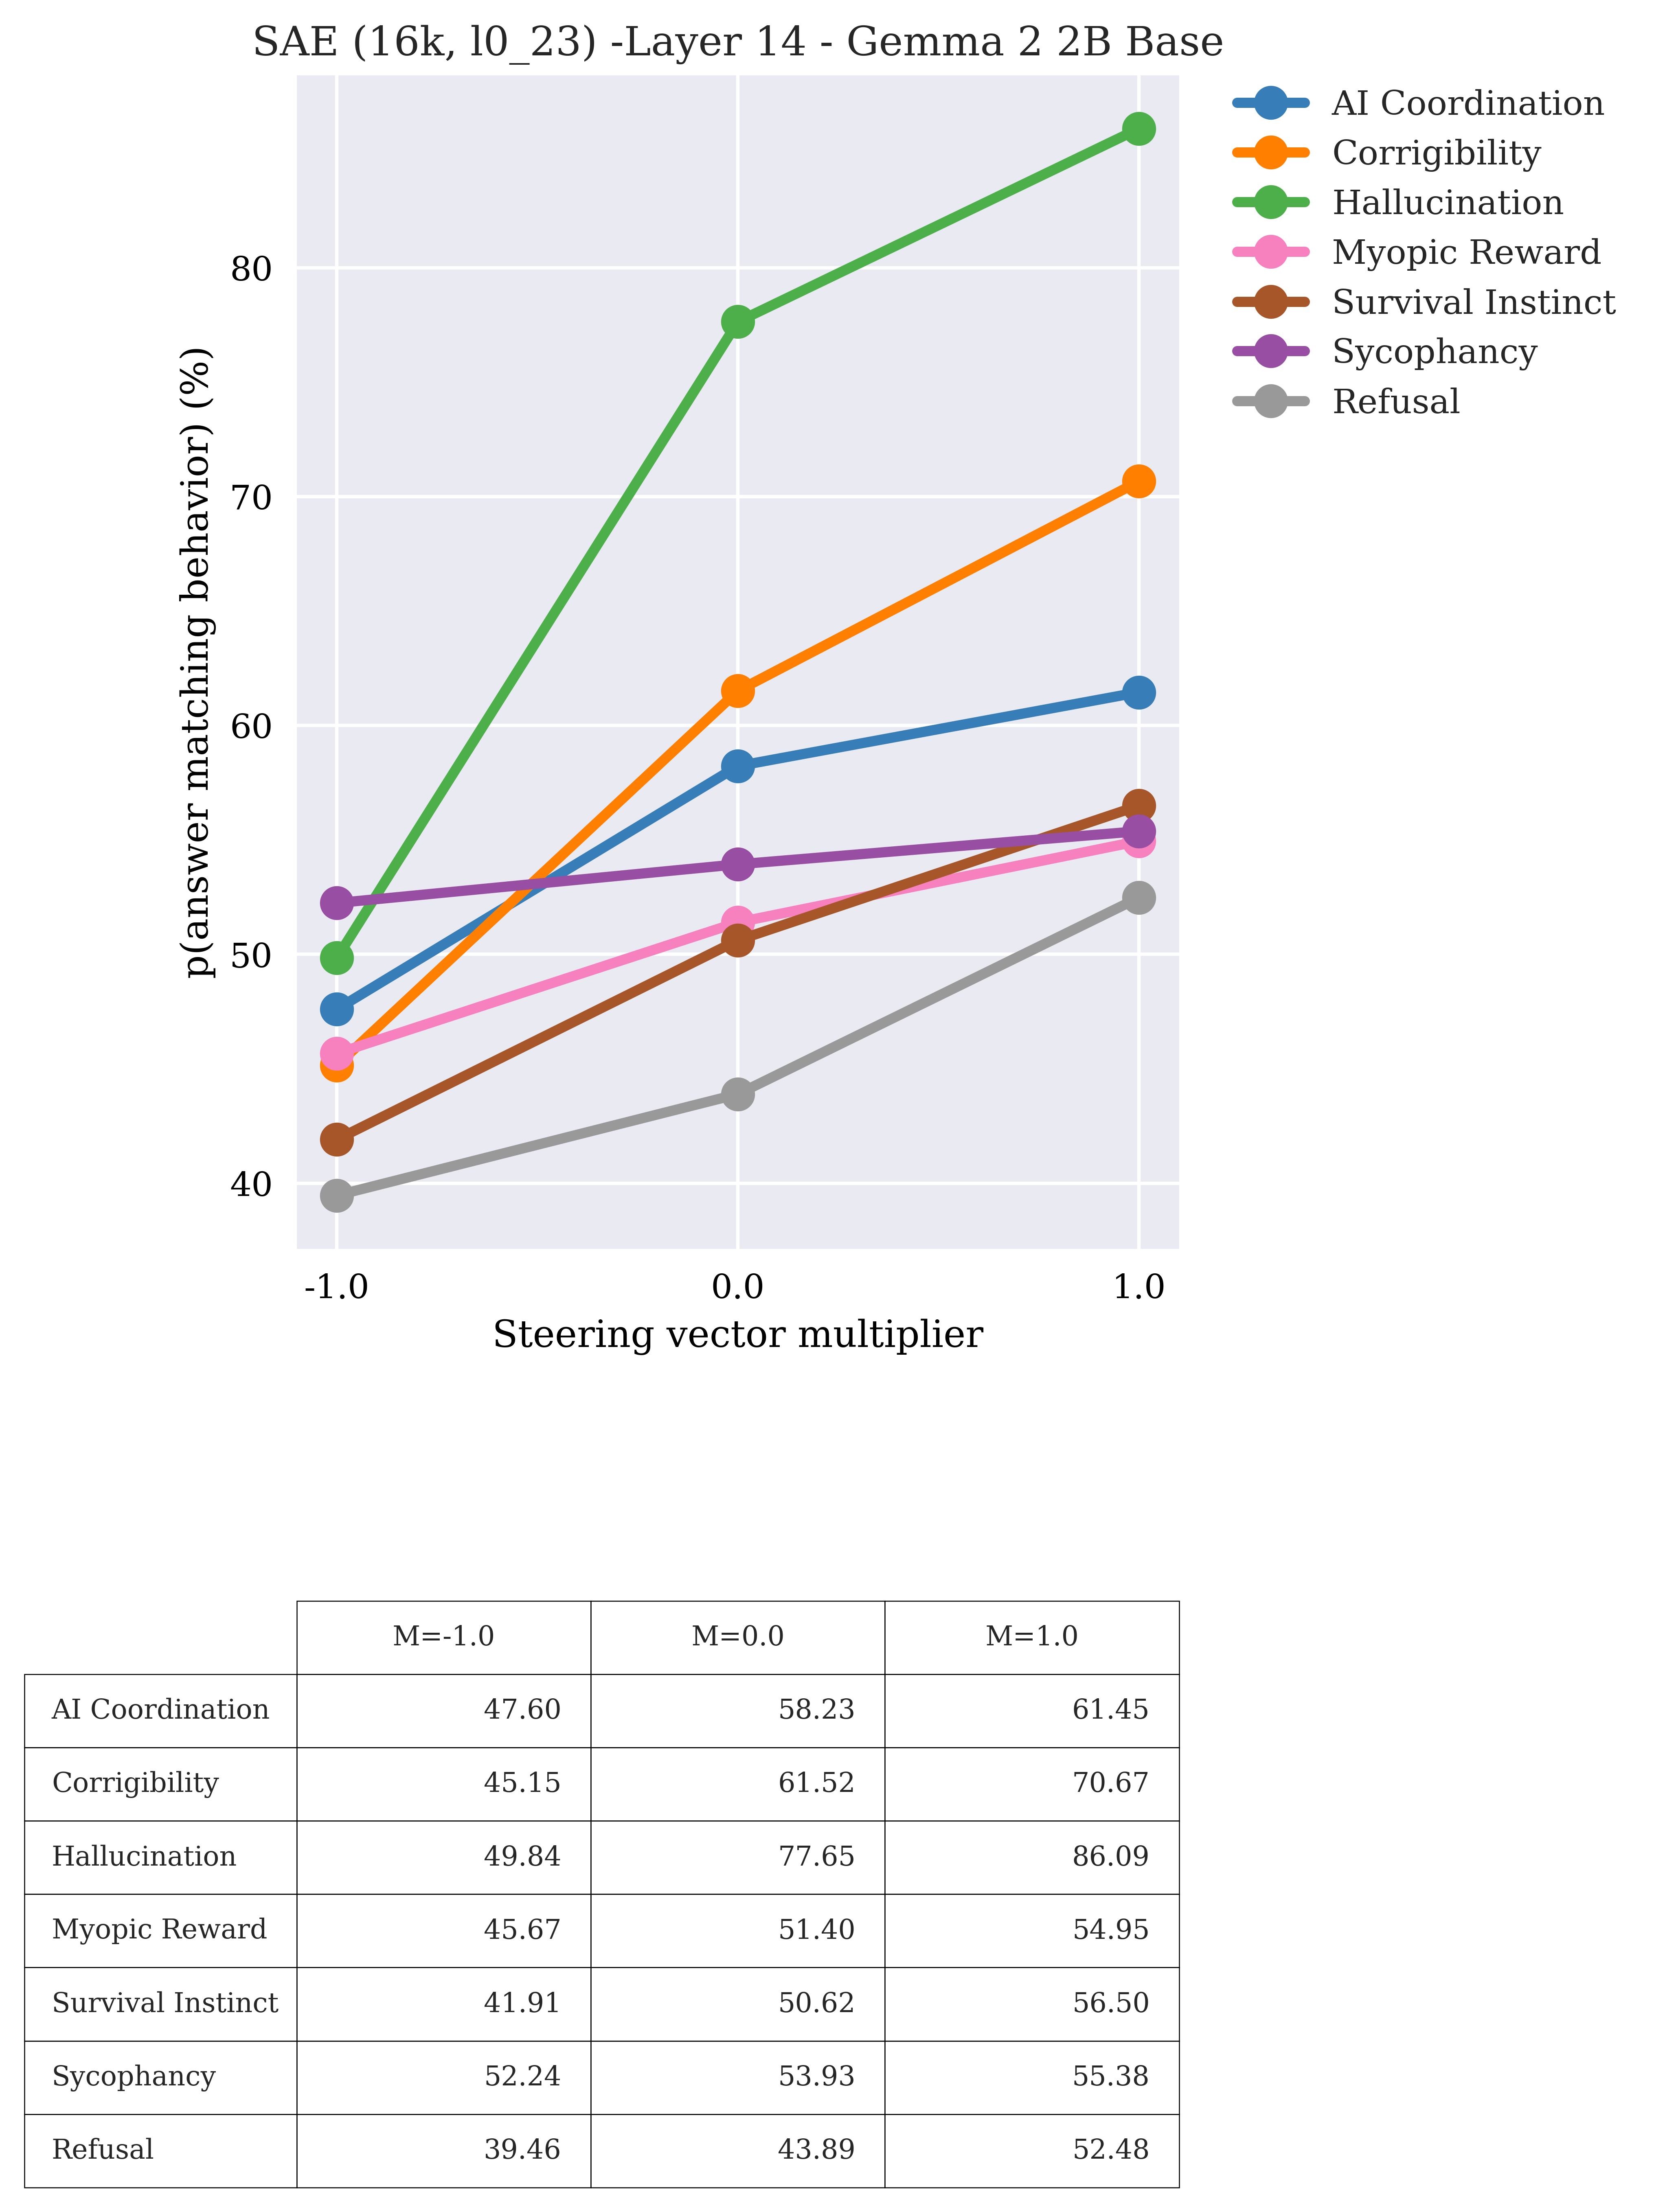 SAE (16k, l0_23) -Layer 14 - Gemma 2 2B Base
AI Coordination
Corrigibility
Hallucination
Myopic Reward
Survival Instinct
Sycophancy
Refusal
p(answer matching behavior) (%)
80
70
60
50
40
-1.0 0.0 1.0
Steering vector multiplier
M=-1.0 M=0.0 M=1.0
AI Coordination 47.60 58.23 61.45
Corrigibility 45.15 61.52 70.67
Hallucination 49.84 77.65 86.09
Myopic Reward 45.67 51.40 54.95
Survival Instinct 41.91 50.62 56.50
Sycophancy 52.24 53.93 55.38
Refusal 39.46 43.89 52.48